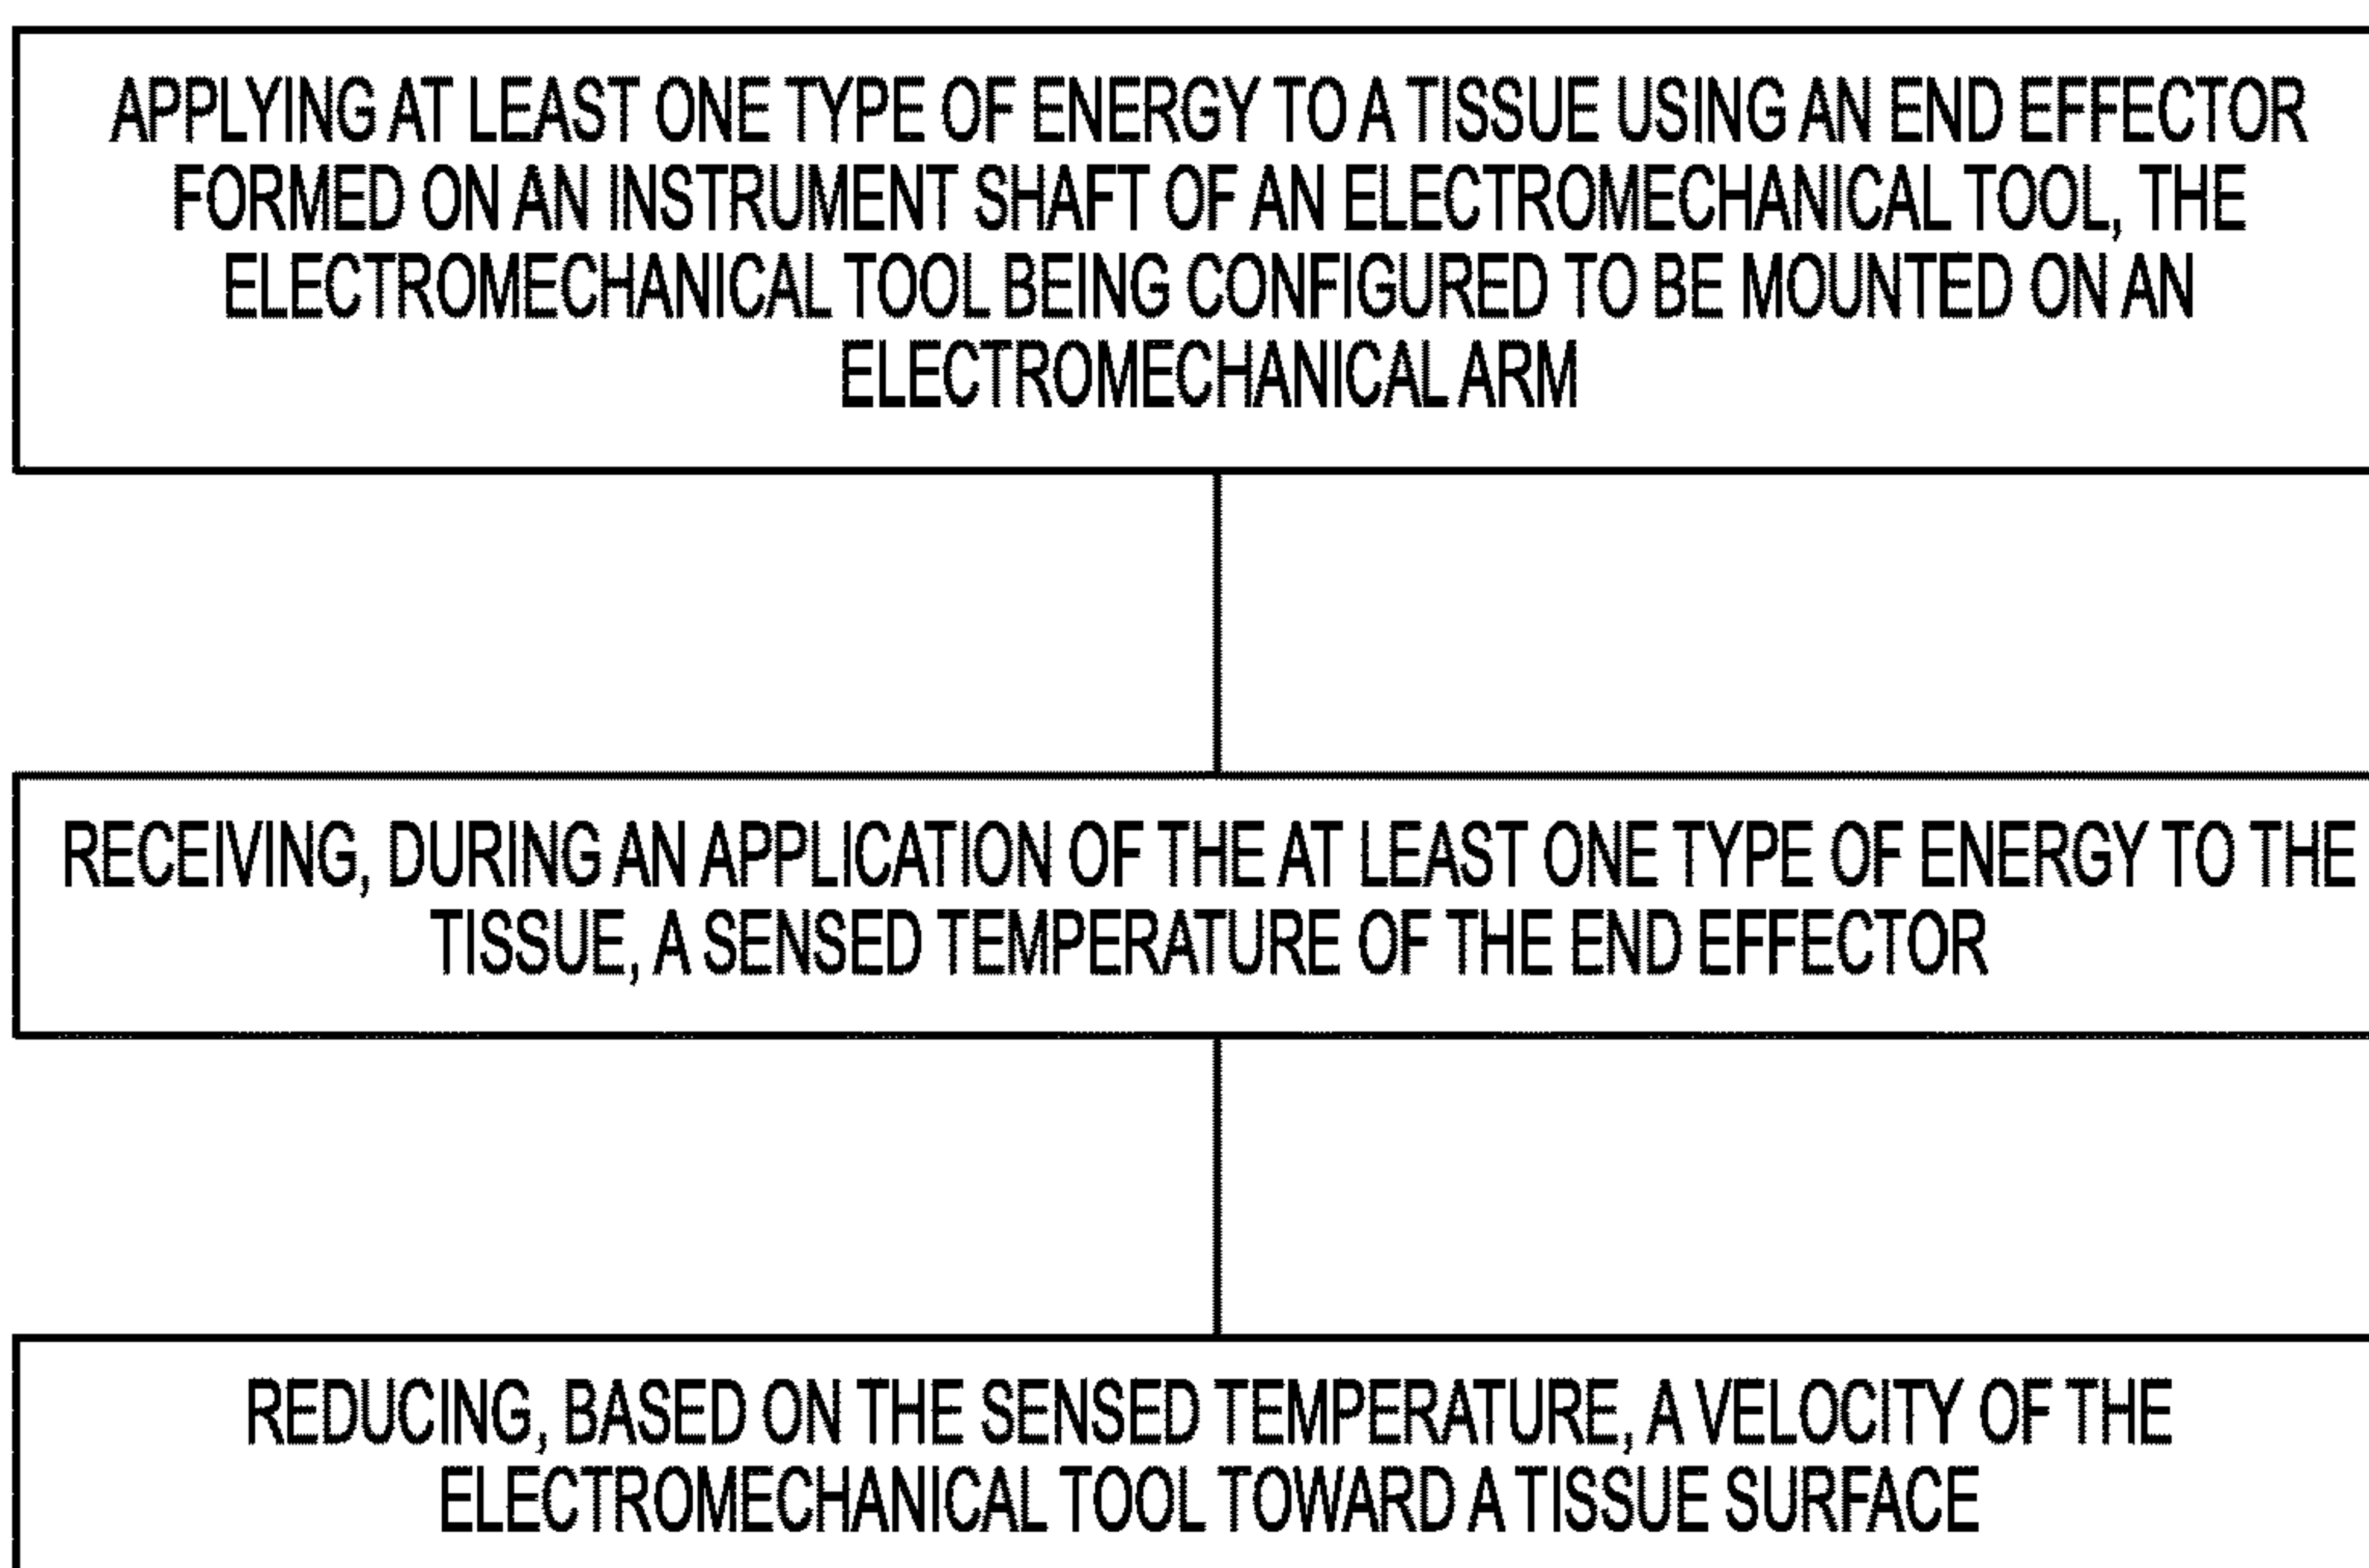 APPLYING AT LEAST ONE TYPE OF ENERGY TO A TISSUE USING AN END EFFECTOR
FORMED ON AN INSTRUMENT SHAFT OF AN ELECTROMECHANICAL TOOL, THE
ELECTROMECHANICAL TOOL BEING CONFIGURED TO BE MOUNTED ON AN
ELECTROMECHANICAL ARM
RECEIVING, DURING AN APPLICATION OF THE AT LEAST ONE TYPE OF ENERGY TO THE
TISSUE, A SENSED TEMPERATURE OF THE END EFFECTOR
REDUCING, BASED ON THE SENSED TEMPERATURE, A VELOCITY OF THE
ELECTROMECHANICAL TOOL TOWARD A TISSUE SURFACE